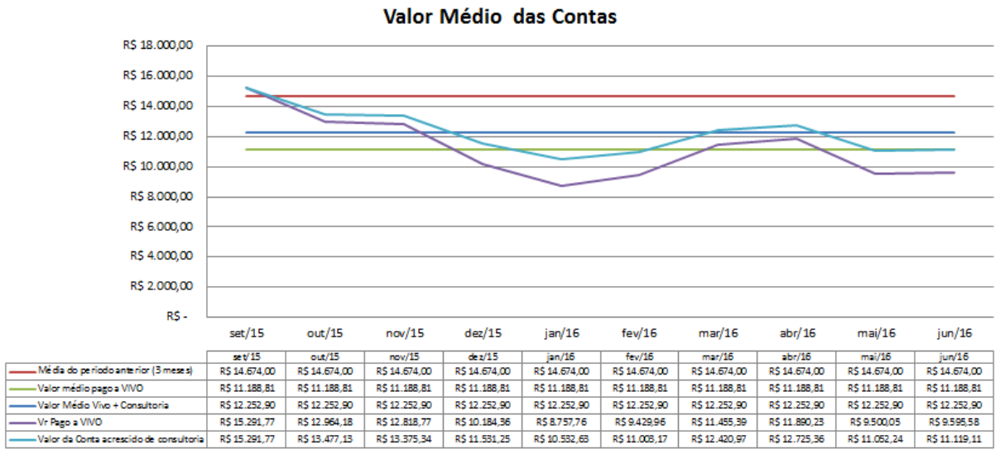 Valor Médio das Contas
R$ 18.000,00
R$ 16.000,00
R$ 14.000,00
R$ 12.000,00
R$ 10.000,00
R$ 8.000,00
R$ 6.000,00
R$ 4.000,00
R$ 2.000,00
R$ -
set/15 out/15 nov/15 dez/15 jan/16 fev/16 mar/16 abr/16 mai/16 jun/16
set/15 out/15 nov/15 dez/15 jan/16 fev/16 mar/16 abr/16 mai/16 jun/16
Média do periodo anterior (3 meses) R$ 14.674,00 R$ 14.674,00 R$ 14.674,00 R$ 14.674,00 R$ 14.674,00 R$ 14.674,00 R$ 14.674,00 R$ 14.674,00 R$ 14.674,00 R$ 14.674,00
Valor médio pago a VIVO R$ 11.188,81 R$ 11.188,81 R$ 11.188,81 R$ 11.188,81 R$ 11.188,81 R$ 11.188,81 R$ 11.188,81 R$ 11.188,81 R$ 11.188,81 R$ 11.188,81
Valor Médio Vivo + Consultoria R$ 12.252,90 R$ 12.252,90 R$ 12.252,90 R$ 12.252,90 R$ 12.252,90 R$ 12.252,90 R$ 12.252,90 R$ 12.252,90 R$ 12.252,90 R$ 12.252,90
Vr Pago a VIVO R$ 15.291,77 R$ 12.964,18 R$ 12.818,77 R$ 10.184,36 R$ 8.757,76 R$ 9.429,96 R$ 11.455,39 R$ 11.890,23 R$ 9.500,05 R$ 9.595,58
Valor da Conta acrescido de consultoria R$ 15.291,77 R$ 13.477,13 R$ 13.375,34 R$ 11.531,25 R$ 10.532,63 R$ 11.003,17 R$ 12.420,97 R$ 12.725,36 R$ 11.052,24 R$ 11.119,11